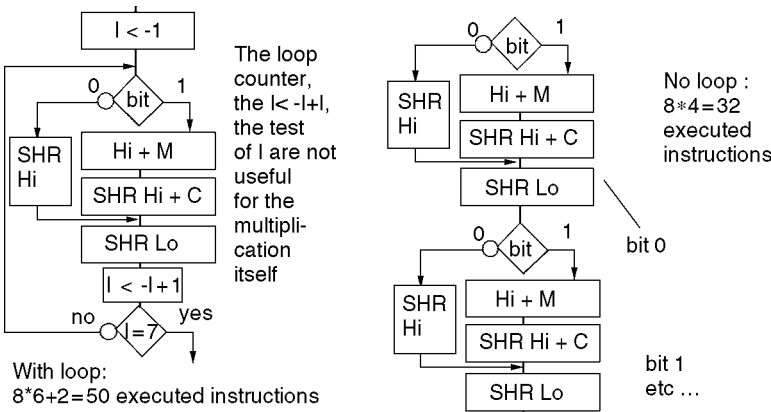 I < -1
0
bit
1
SHR
Hi
Hi + M
SHR Hi + C
SHR Lo
I < -I+1
no
I=7
yes
With loop:
8*6+2=50 executed instructions
The loop
counter,
the I< -I+I,
the test
of I are not
useful
for the
multipli-
cation
itself
0
bit
1
SHR
Hi
Hi + M
SHR Hi + C
SHR Lo
bit 0
0
bit
1
SHR
Hi
Hi + M
SHR Hi + C
SHR Lo
No loop :
8*4=32
executed
instructions
bit 1
etc ...